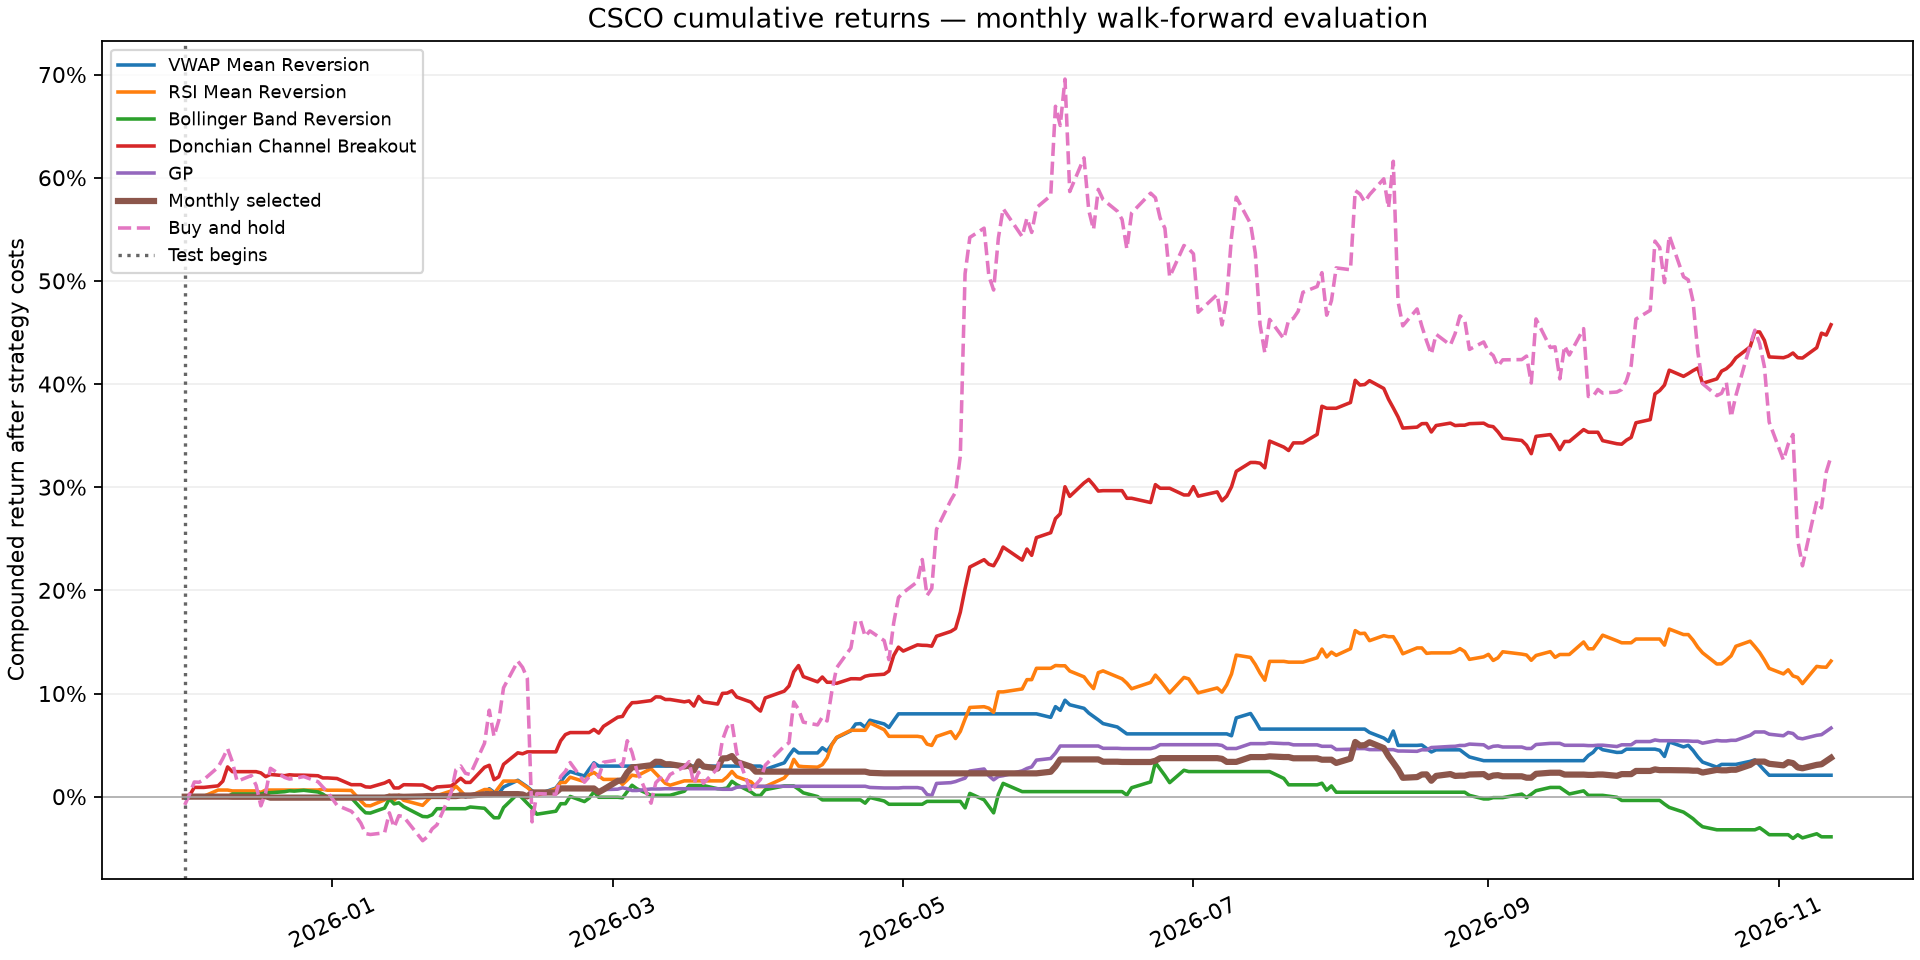 CSCO cumulative returns — monthly walk-forward evaluation
VWAP Mean Reversion
RSI Mean Reversion
Bollinger Band Reversion
Donchian Channel Breakout
GP
Monthly selected
Buy and hold
Test begins
Compounded return after strategy costs
70%
60%
50%
40%
30%
20%
10%
0%
2026-01
2026-03
2026-05
2026-07
2026-09
2026-11